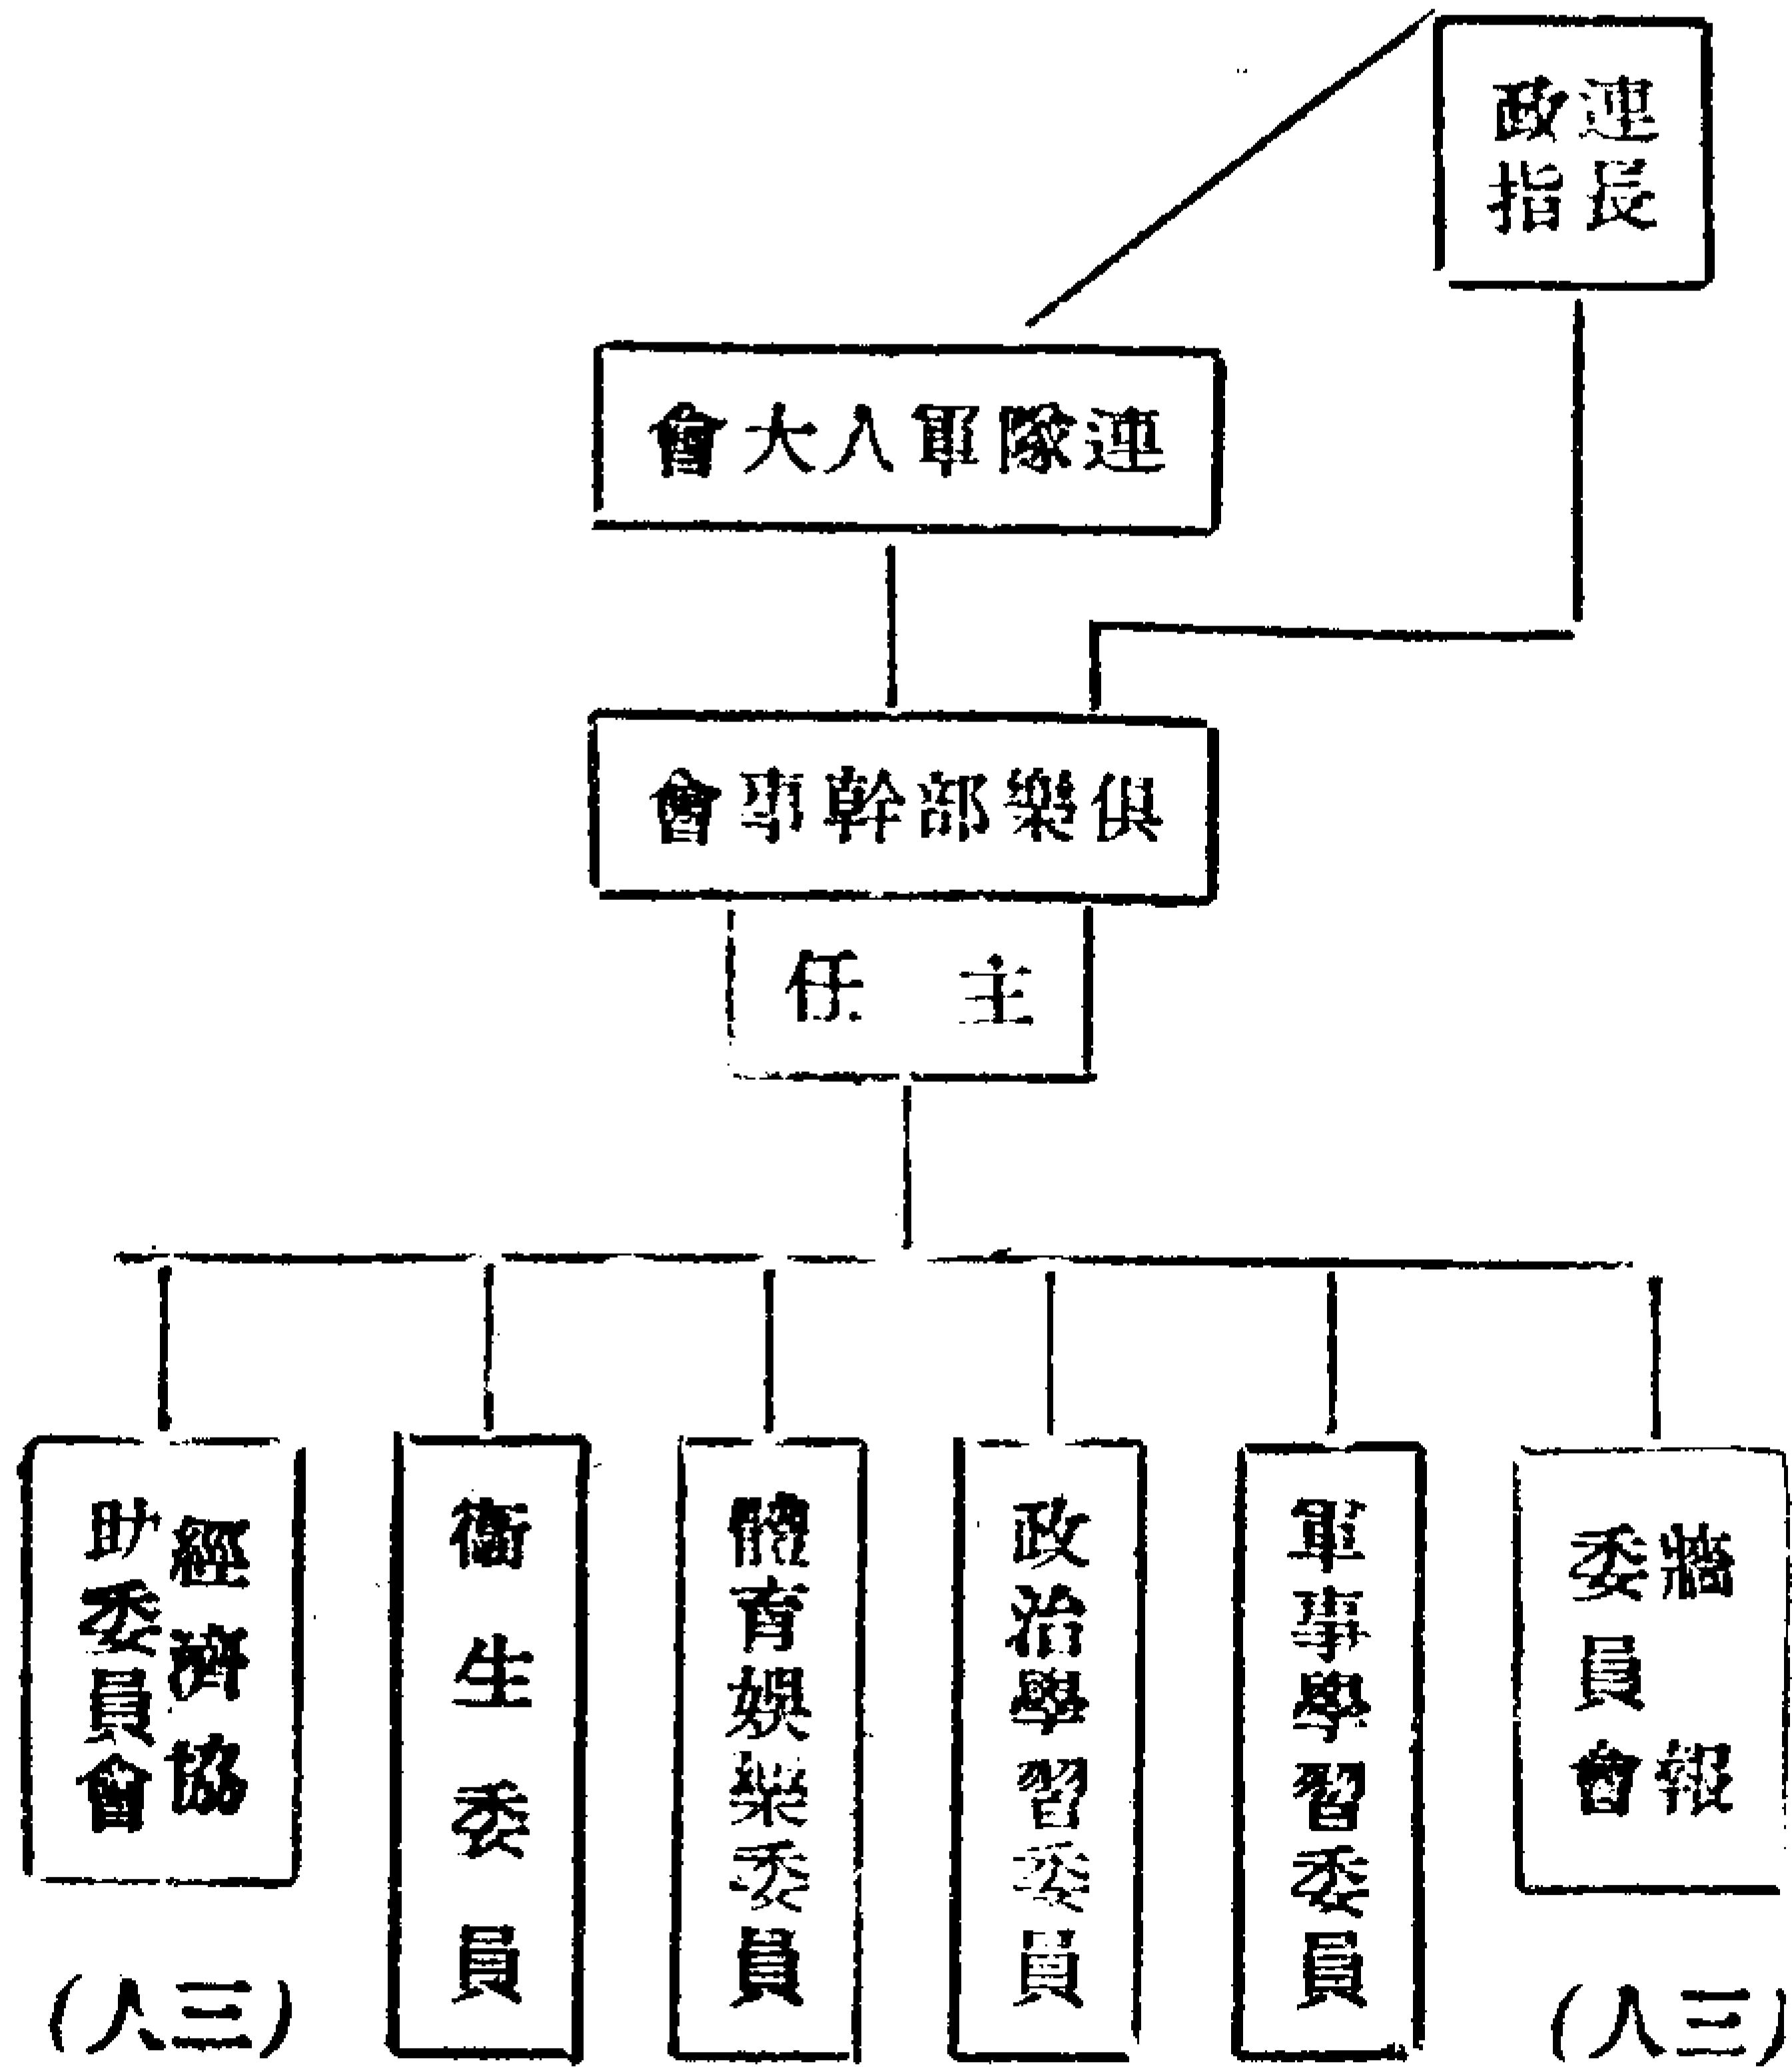 連長
政指
連隊軍人大會
俱樂部幹事會
主任
牆報
委員會
(三人)
軍事學習委員
政治學習委員
體育娛樂委員
衞生委員
經濟協
助委員會
(三人)